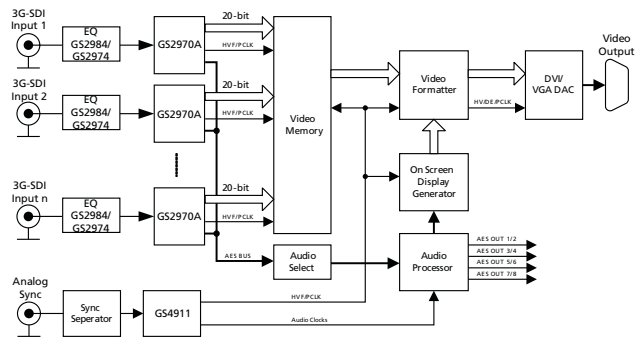 3G-SDI
Input 1
EQ
GS2984/
GS2974
GS2970A
20-bit
HVF/PCLK
3G-SDI
Input 2
EQ
GS2984/
GS2974
GS2970A
20-bit
HVF/PCLK
3G-SDI
Input n
EQ
GS2984/
GS2974
GS2970A
20-bit
HVF/PCLK
Video
Memory
Video
Formatter
HV/DE/PCLK
DVI/
VGA DAC
Video
Output
On Screen
Display
Generator
AES BUS
Audio
Select
Audio
Processor
AES OUT 1/2
AES OUT 3/4
AES OUT 5/6
AES OUT 7/8
Analog
Sync
Sync
Seperator
GS4911
HVF/PCLK
Audio Clocks